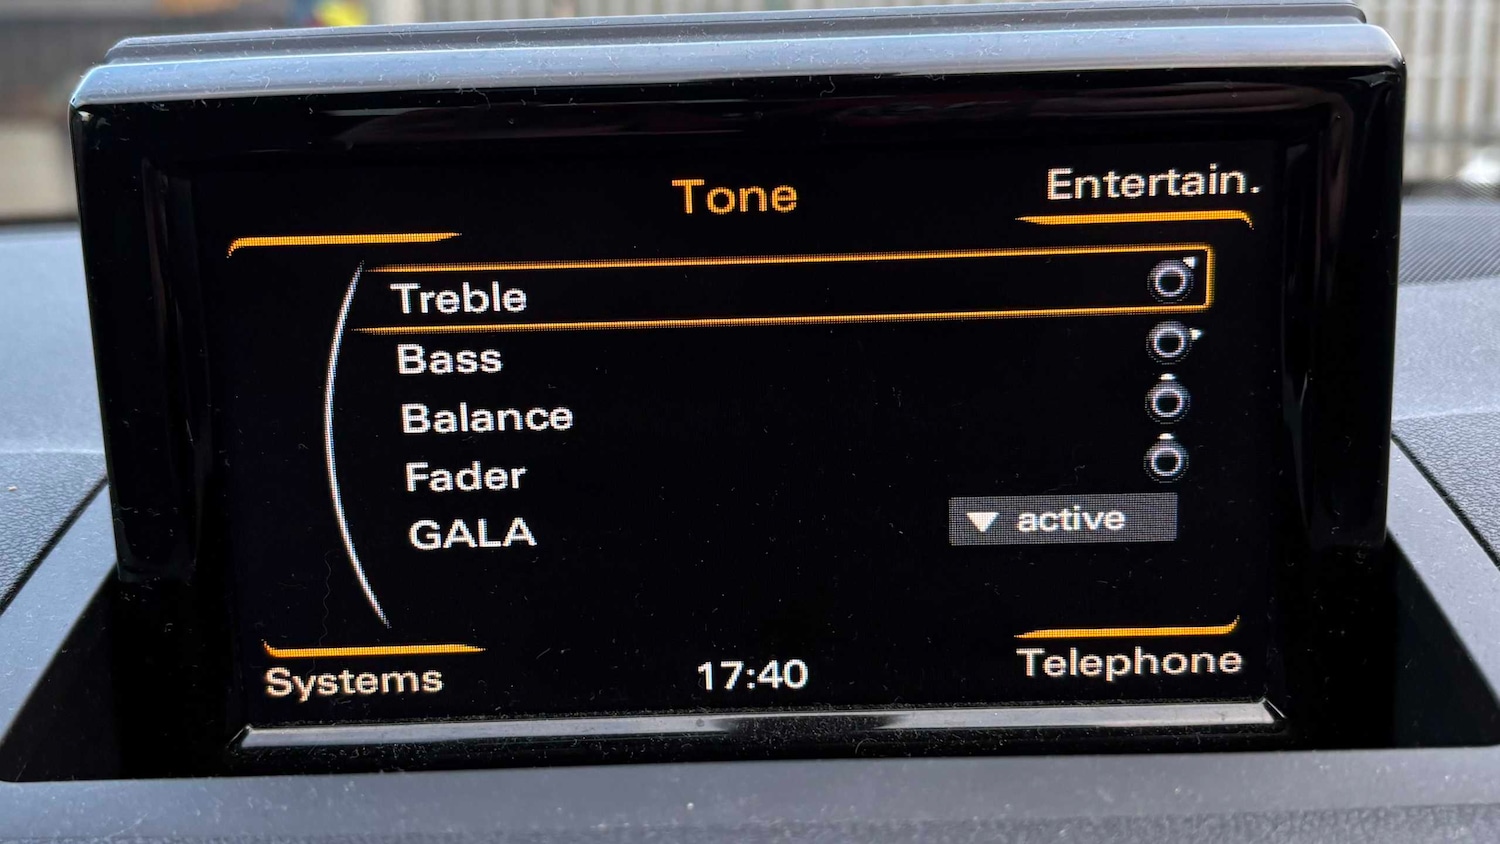 Tone
Entertain.
Treble
Bass
Balance
Fader
GALA
active
Systems
17:40
Telephone